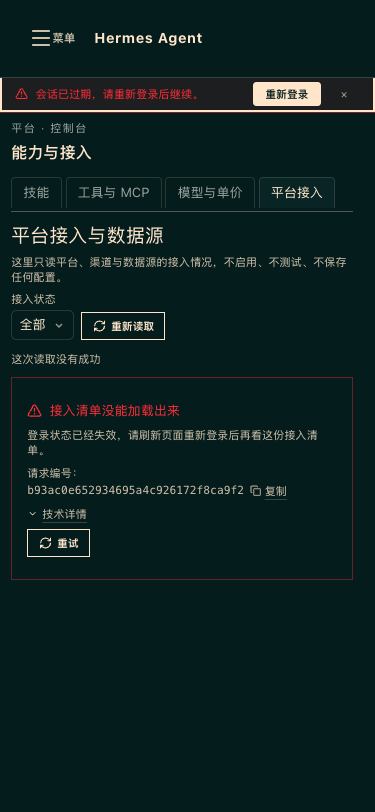 菜单
Hermes Agent
会话已过期，请重新登录后继续。
重新登录
×
平台 · 控制台
能力与接入
技能
工具与 MCP
模型与单价
平台接入
平台接入与数据源
这里只读平台、渠道与数据源的接入情况，不启用、不测试、不保存
任何配置。
接入状态
全部
重新读取
这次读取没有成功
接入清单没能加载出来
登录状态已经失效，请刷新页面重新登录后再看这份接入清
单。
请求编号：
b93ac0e652934695a4c926172f8ca9f2 复制
技术详情
重试